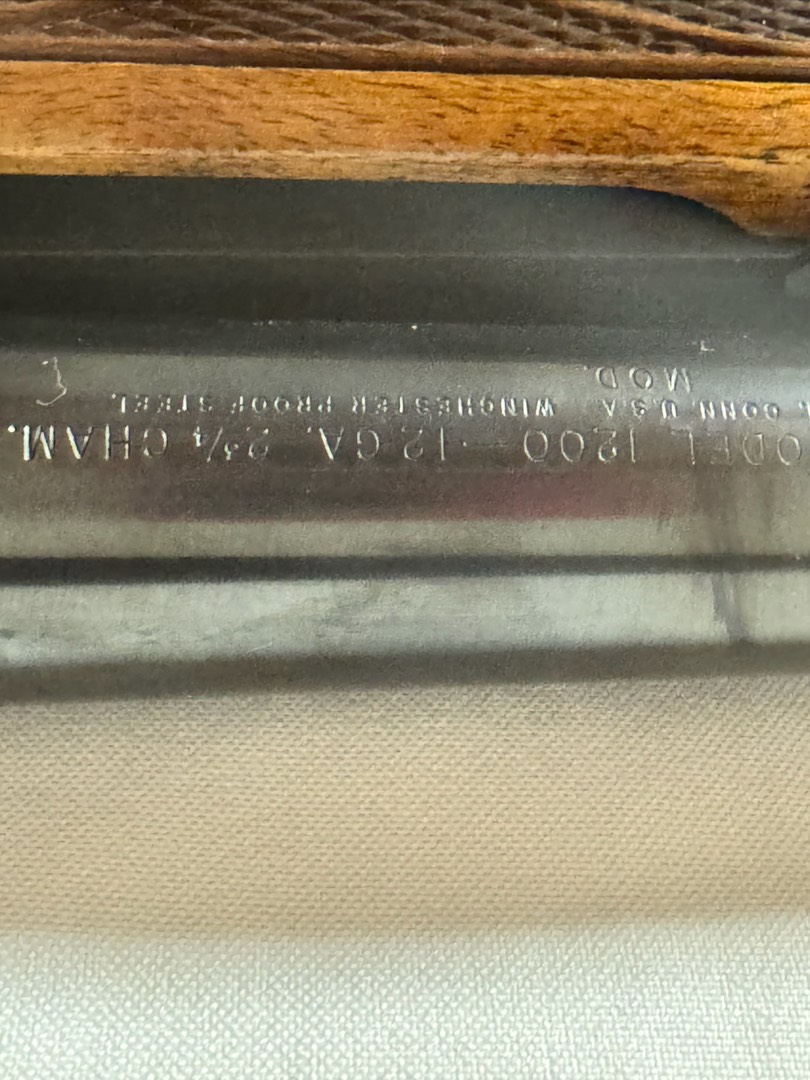 ODEL 1200 — 12 GA. 2¾ CHAM.
CONN. U.S.A. WINCHESTER PROOF STEEL.
MOD.